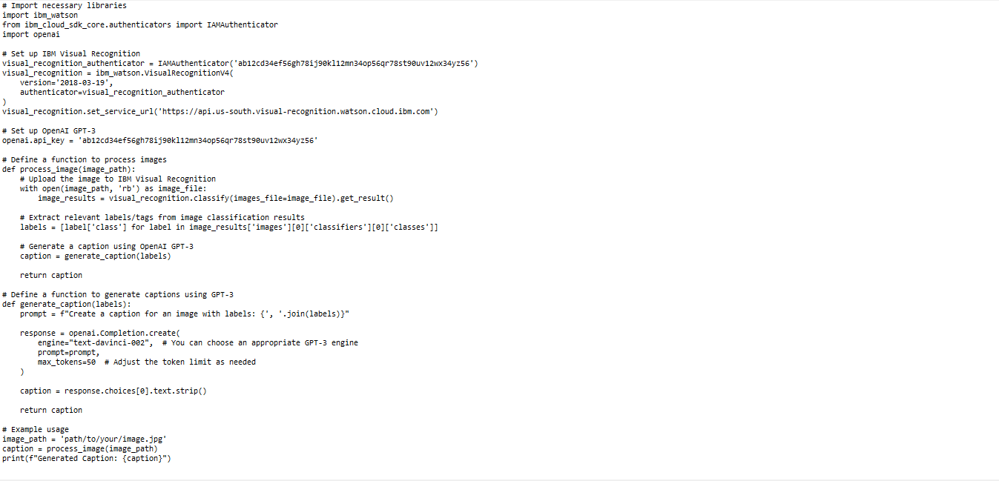 # Import necessary libraries
import ibm_watson
from ibm_cloud_sdk_core.authenticators import IAMAuthenticator
import openai

# Set up IBM Visual Recognition
visual_recognition_authenticator = IAMAuthenticator('ab12cd34ef56gh78ij90kl12mn34op56qr78st90uv12wx34yz56')
visual_recognition = ibm_watson.VisualRecognitionV4(
    version='2018-03-19',
    authenticator=visual_recognition_authenticator
)
visual_recognition.set_service_url('https://api.us-south.visual-recognition.watson.cloud.ibm.com')

# Set up OpenAI GPT-3
openai.api_key = 'ab12cd34ef56gh78ij90kl12mn34op56qr78st90uv12wx34yz56'

# Define a function to process images
def process_image(image_path):
    # Upload the image to IBM Visual Recognition
    with open(image_path, 'rb') as image_file:
        image_results = visual_recognition.classify(images_file=image_file).get_result()

    # Extract relevant labels/tags from image classification results
    labels = [label['class'] for label in image_results['images'][0]['classifiers'][0]['classes']]

    # Generate a caption using OpenAI GPT-3
    caption = generate_caption(labels)

    return caption

# Define a function to generate captions using GPT-3
def generate_caption(labels):
    prompt = f"Create a caption for an image with labels: {', '.join(labels)}"

    response = openai.Completion.create(
        engine="text-davinci-002",  # You can choose an appropriate GPT-3 engine
        prompt=prompt,
        max_tokens=50  # Adjust the token limit as needed
    )

    caption = response.choices[0].text.strip()

    return caption

# Example usage
image_path = 'path/to/your/image.jpg'
caption = process_image(image_path)
print(f"Generated Caption: {caption}")